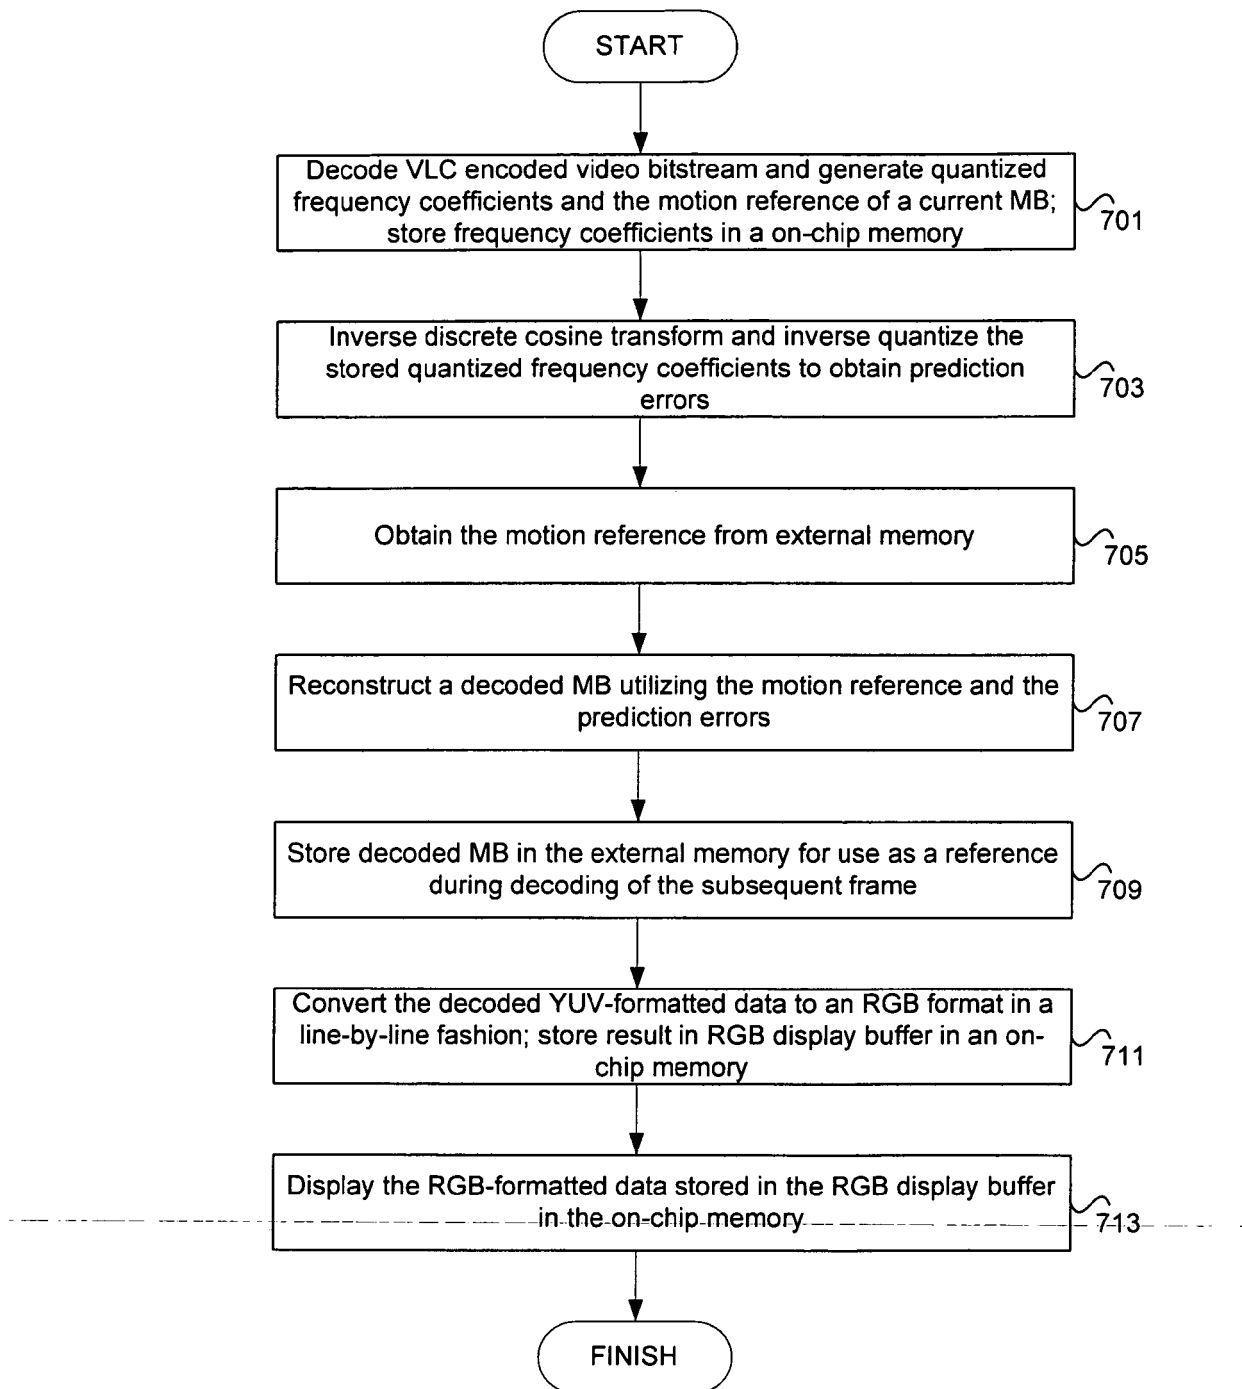 START
Decode VLC encoded video bitstream and generate quantized
frequency coefficients and the motion reference of a current MB;
store frequency coefficients in a on-chip memory
701
Inverse discrete cosine transform and inverse quantize the
stored quantized frequency coefficients to obtain prediction
errors
703
Obtain the motion reference from external memory
705
Reconstruct a decoded MB utilizing the motion reference and the
prediction errors
707
Store decoded MB in the external memory for use as a reference
during decoding of the subsequent frame
709
Convert the decoded YUV-formatted data to an RGB format in a
line-by-line fashion; store result in RGB display buffer in an on-
chip memory
711
Display the RGB-formatted data stored in the RGB display buffer
in the on-chip memory
713
FINISH